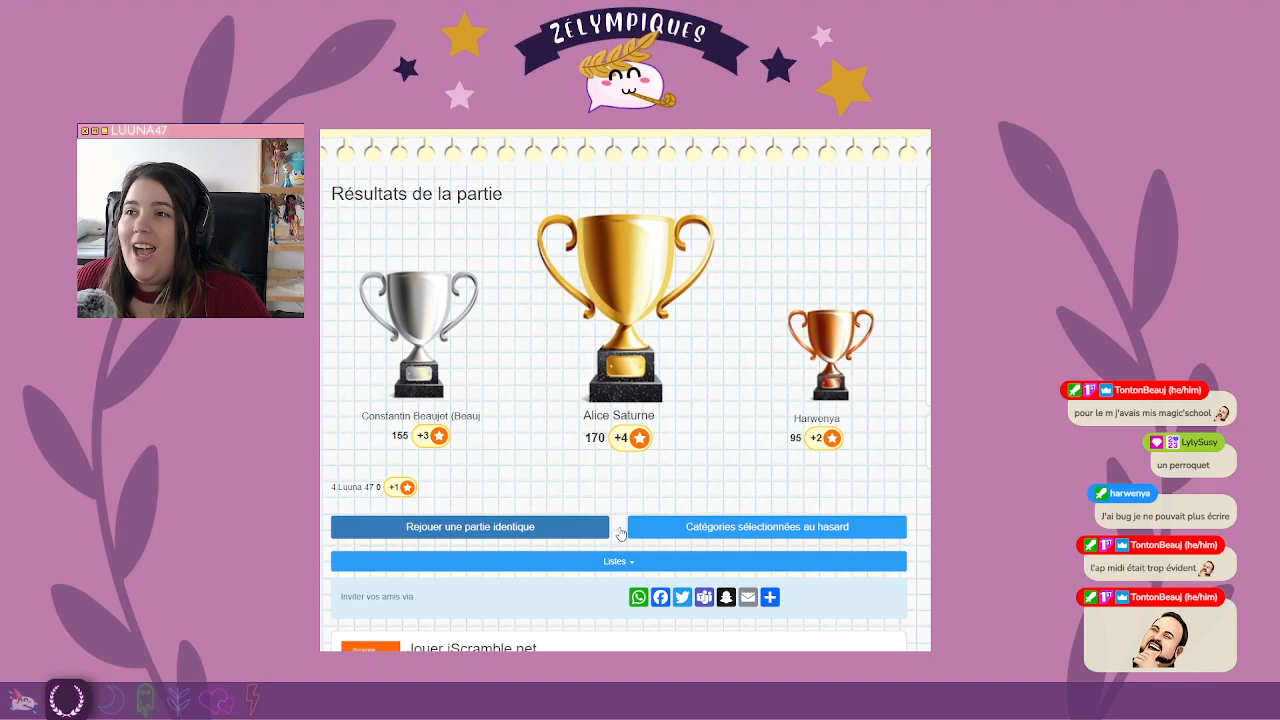 ZÉLYMPIQUES
LUUNA47
Résultats de la partie
Constantin Beaujet (Beauj
155 +3
Alice Saturne
170 +4
Harwenya
95 +2
4.Luuna 47 0 +1
Rejouer une partie identique
Catégories sélectionnées au hasard
Listes
Inviter vos amis via
Jouer iScramble.net
TontonBeauj (he/him)
pour le m j'avais mis magic'school
LylySusy
un perroquet
harwenya
J'ai bug je ne pouvait plus écrire
TontonBeauj (he/him)
l'ap midi était trop évident
TontonBeauj (he/him)